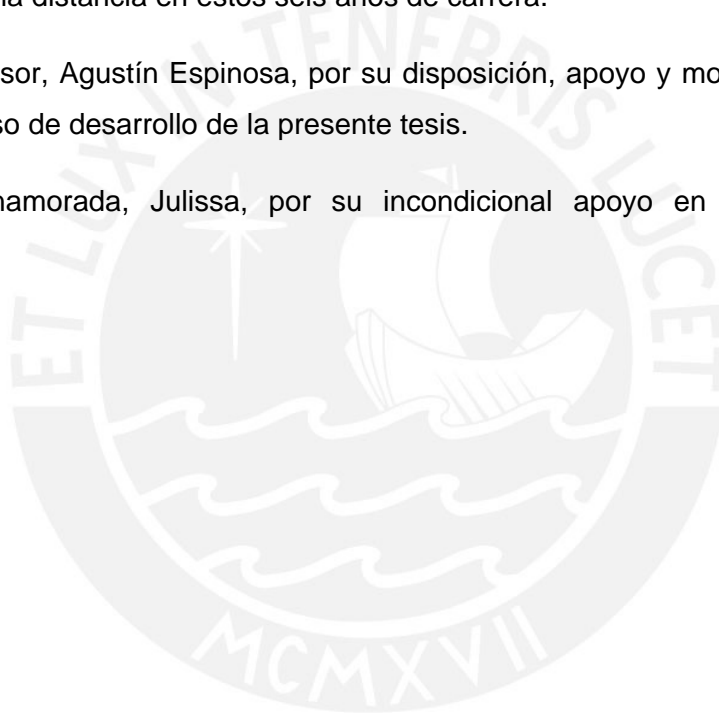 la distancia en estos seis años de carrera.
sor, Agustín Espinosa, por su disposición, apoyo y mo
so de desarrollo de la presente tesis.
namorada, Julissa, por su incondicional apoyo en
ET LUX IN TENEBRIS LUCET
MCMXVII